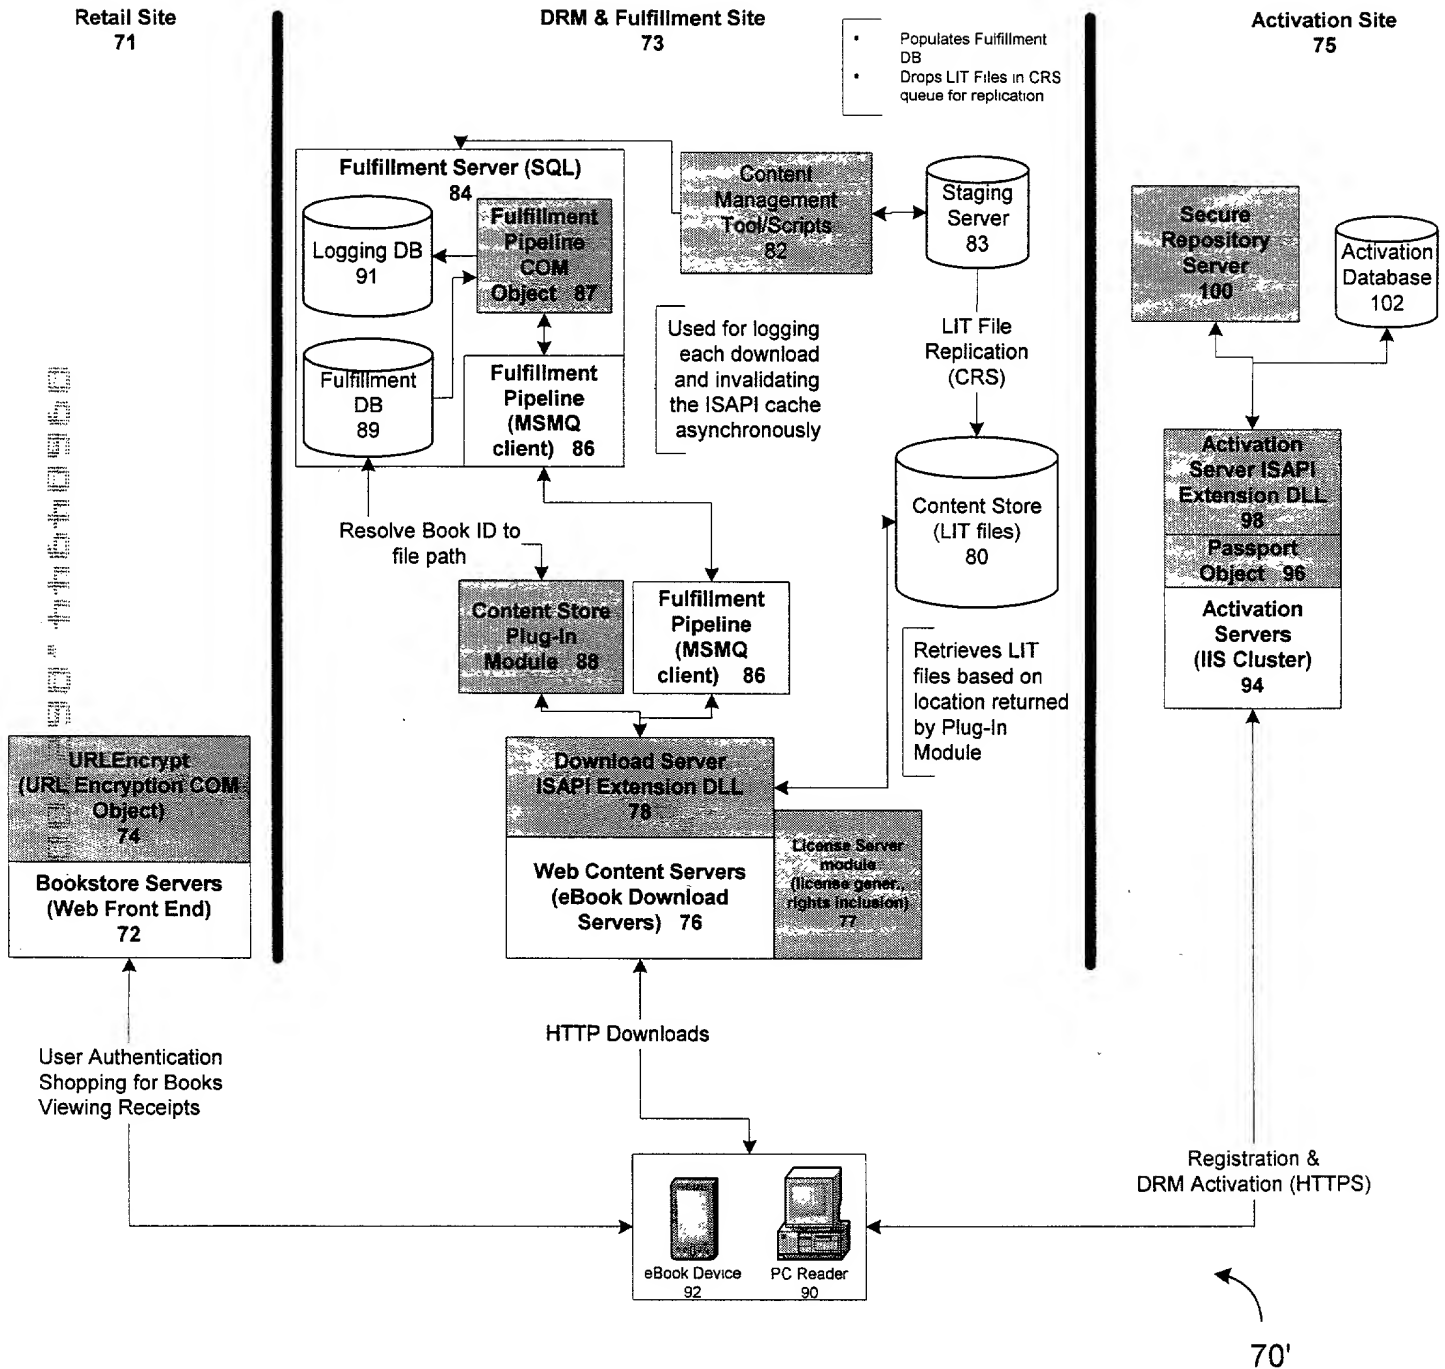 Retail Site
71
DRM & Fulfillment Site
73
Activation Site
75
• Populates Fulfillment
DB
• Drops LIT Files in CRS
queue for replication
Fulfillment Server (SQL)
84
Logging DB
91
Fulfillment
Pipeline
COM
Object 87
Fulfillment
DB
89
Fulfillment
Pipeline
(MSMQ
client) 86
Content
Management
Tool/Scripts
82
Staging
Server
83
Used for logging
each download
and invalidating
the ISAPI cache
asynchronously
LIT File
Replication
(CRS)
Content Store
(LIT files)
80
Resolve Book ID to
file path
Content Store
Plug-In
Module 88
Fulfillment
Pipeline
(MSMQ
client) 86
Retrieves LIT
files based on
location returned
by Plug-In
Module
Download Server
ISAPI Extension DLL
78
Web Content Servers
(eBook Download
Servers) 76
License Server
module
(license gener.,
rights inclusion)
77
Secure
Repository
Server
100
Activation
Database
102
Activation
Server ISAPI
Extension DLL
98
Passport
Object 96
Activation
Servers
(IIS Cluster)
94
URLEncrypt
(URL Encryption COM
Object)
74
Bookstore Servers
(Web Front End)
72
User Authentication
Shopping for Books
Viewing Receipts
HTTP Downloads
Registration &
DRM Activation (HTTPS)
eBook Device
92
PC Reader
90
70'